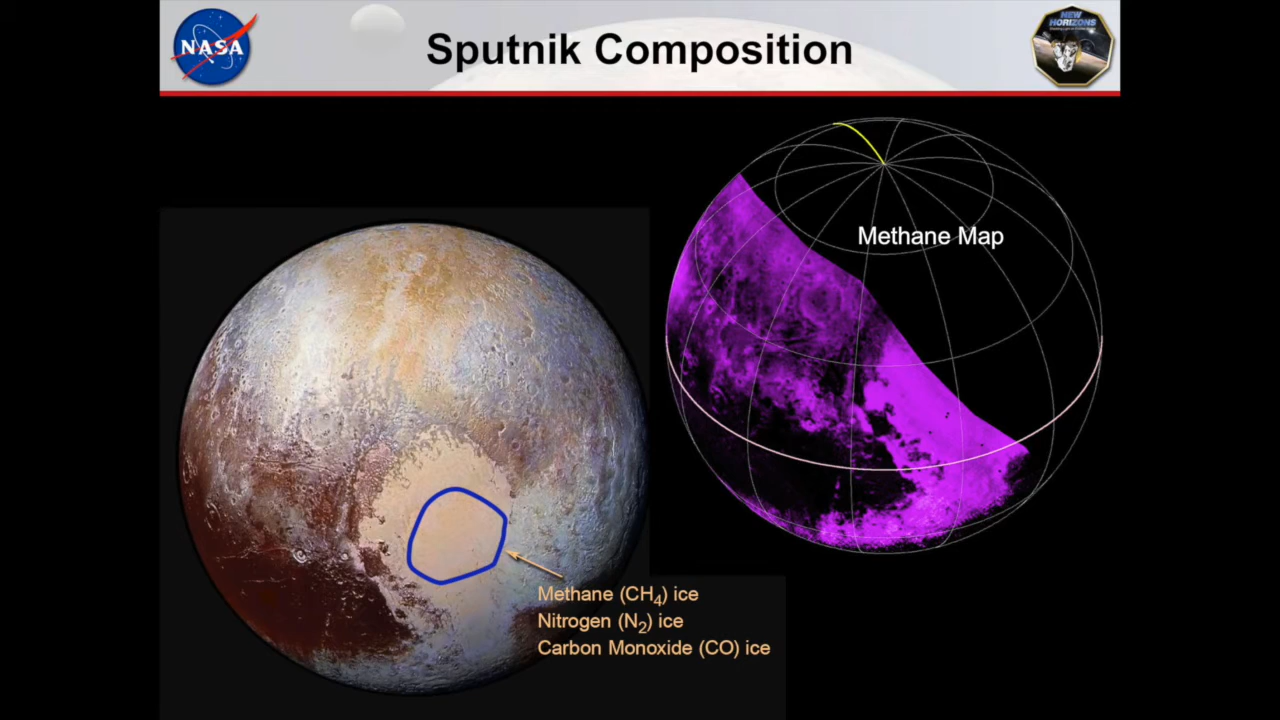 NASA
Sputnik Composition
NEW
HORIZONS
Methane Map
Methane (CH₄) ice
Nitrogen (N₂) ice
Carbon Monoxide (CO) ice